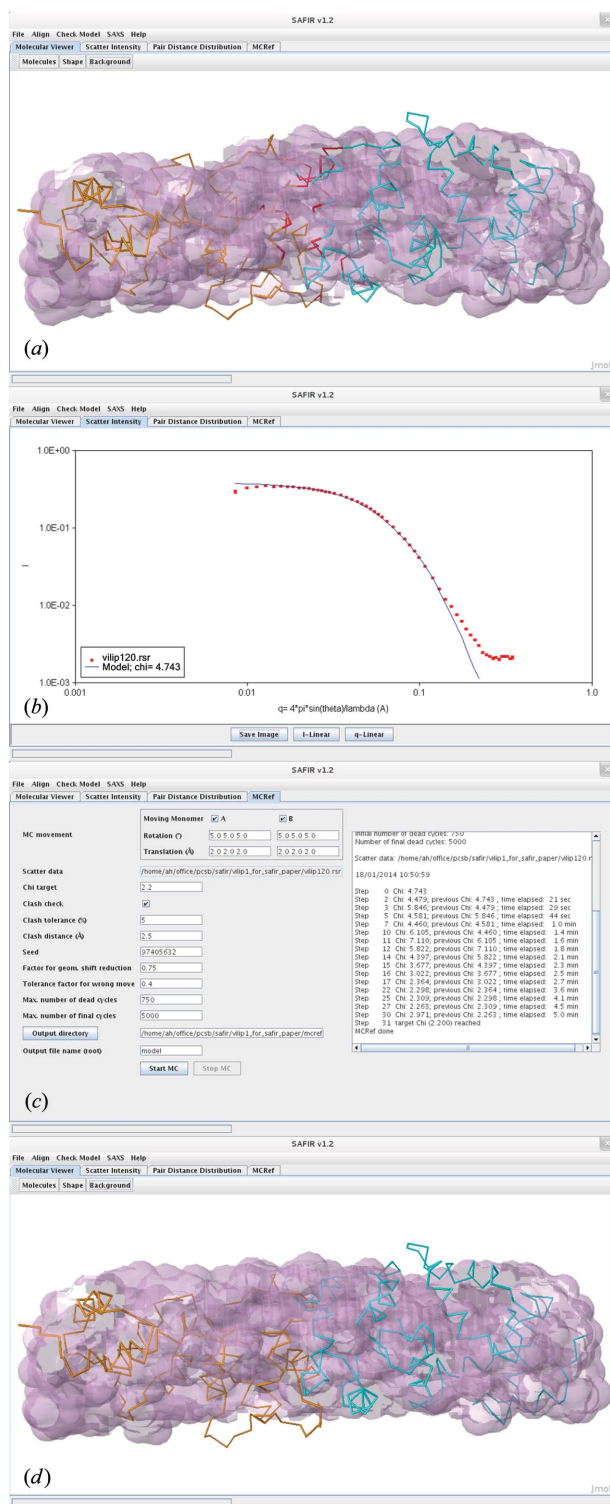 SAFIR v1.2
File Align Check Model SAXS Help
Molecular Viewer Scatter Intensity Pair Distance Distribution MCRef
Molecules Shape Background
(a)
Jmol
SAFIR v1.2
File Align Check Model SAXS Help
Molecular Viewer Scatter Intensity Pair Distance Distribution MCRef
1.0E+00
1.0E-01
I
1.0E-02
vilip120.rsr
Model; chi= 4.743
1.0E-03
0.001 0.01 0.1 1.0
q= 4*pi*sin(theta)/lambda (A)
(b)
Save Image I-Linear q-Linear
SAFIR v1.2
File Align Check Model SAXS Help
Molecular Viewer Scatter Intensity Pair Distance Distribution MCRef
Moving Monomer A B
MC movement
Rotation (°) 5.0 5.0 5.0 5.0 5.0 5.0
Translation (Å) 2.0 2.0 2.0 2.0 2.0 2.0
Scatter data /home/ah/office/pcsb/safir/vilip1_for_safir_paper/vilip120.rsr
Chi target 2.2
Clash check
Clash tolerance (%) 5
Clash distance (Å) 2.5
Seed 97405632
Factor for geom. shift reduction 0.75
Tolerance factor for wrong move 0.4
Max. number of dead cycles 750
Max. number of final cycles 5000
Output directory /home/ah/office/pcsb/safir/vilip1_for_safir_paper/mcref
Output file name (root) model
Start MC Stop MC
Initial number of dead cycles: 750
Number of final dead cycles: 5000
Scatter data: /home/ah/office/pcsb/safir/vilip1_for_safir_paper/vilip120.r
18/01/2014 10:50:59
Step 0 Chi: 4.743
Step 2 Chi: 4.479; previous Chi: 4.743 ; time elapsed: 21 sec
Step 3 Chi: 5.846; previous Chi: 4.479 ; time elapsed: 29 sec
Step 5 Chi: 4.581; previous Chi: 5.846 ; time elapsed: 44 sec
Step 7 Chi: 4.460; previous Chi: 4.581 ; time elapsed: 1.0 min
Step 10 Chi: 6.105; previous Chi: 4.460 ; time elapsed: 1.4 min
Step 11 Chi: 7.110; previous Chi: 6.105 ; time elapsed: 1.6 min
Step 12 Chi: 5.822; previous Chi: 7.110 ; time elapsed: 1.8 min
Step 14 Chi: 4.397; previous Chi: 5.822 ; time elapsed: 2.1 min
Step 15 Chi: 3.677; previous Chi: 4.397 ; time elapsed: 2.3 min
Step 16 Chi: 3.022; previous Chi: 3.677 ; time elapsed: 2.5 min
Step 17 Chi: 2.364; previous Chi: 3.022 ; time elapsed: 2.7 min
Step 22 Chi: 2.298; previous Chi: 2.364 ; time elapsed: 3.6 min
Step 25 Chi: 2.309; previous Chi: 2.298 ; time elapsed: 4.1 min
Step 27 Chi: 2.263; previous Chi: 2.309 ; time elapsed: 4.5 min
Step 30 Chi: 2.971; previous Chi: 2.263 ; time elapsed: 5.0 min
Step 31 target Chi (2.200) reached
MCRef done
(c)
SAFIR v1.2
File Align Check Model SAXS Help
Molecular Viewer Scatter Intensity Pair Distance Distribution MCRef
Molecules Shape Background
(d)
Jmol